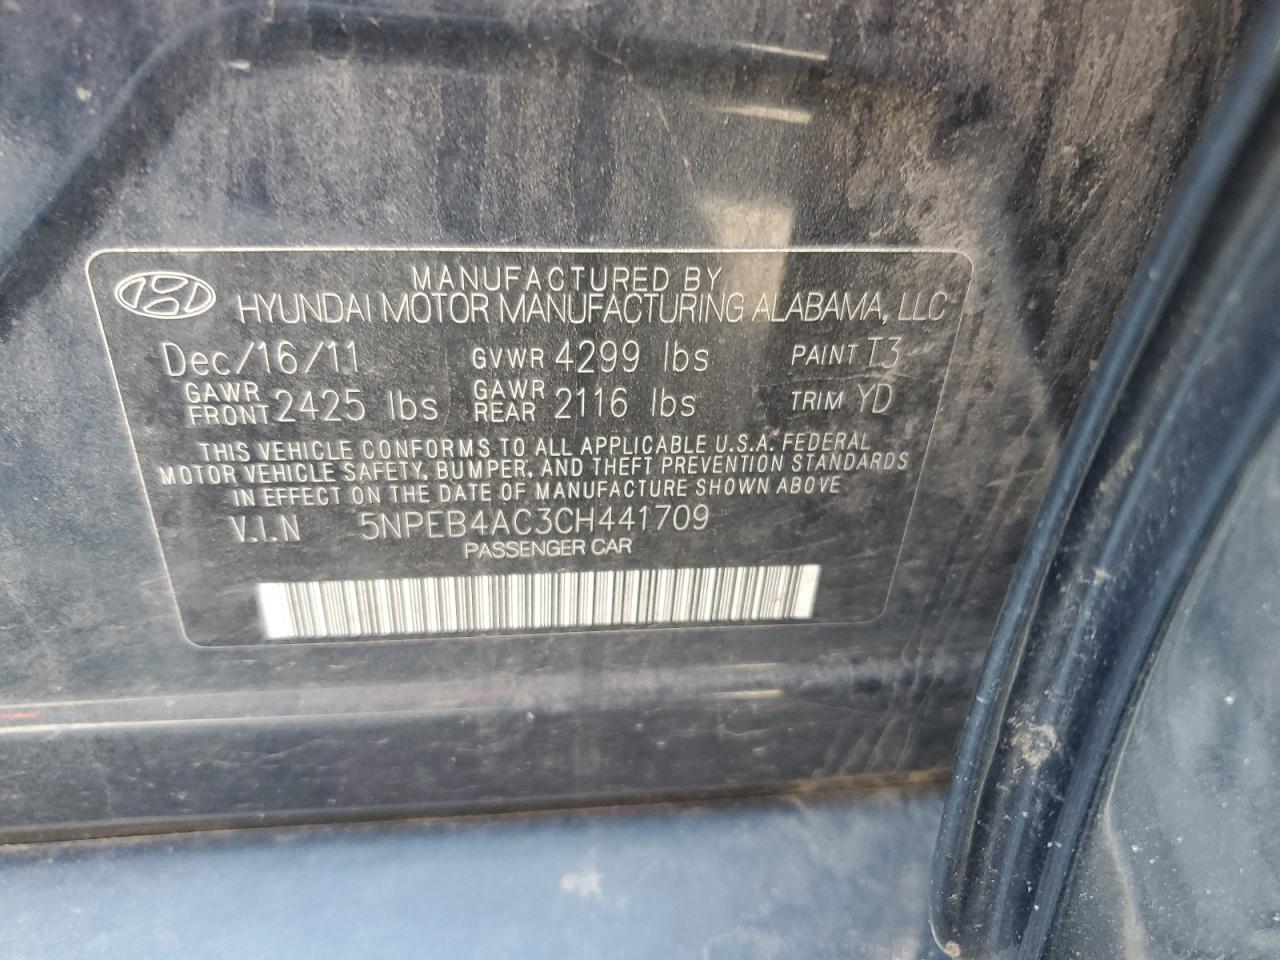 MANUFACTURED BY
HYUNDAI MOTOR MANUFACTURING ALABAMA, LLC
Dec/16/11 GVWR 4299 lbs PAINT T3
GAWR FRONT 2425 lbs GAWR REAR 2116 lbs TRIM YD
THIS VEHICLE CONFORMS TO ALL APPLICABLE U.S.A. FEDERAL
MOTOR VEHICLE SAFETY, BUMPER, AND THEFT PREVENTION STANDARDS
IN EFFECT ON THE DATE OF MANUFACTURE SHOWN ABOVE
V.I.N 5NPEB4AC3CH441709
PASSENGER CAR